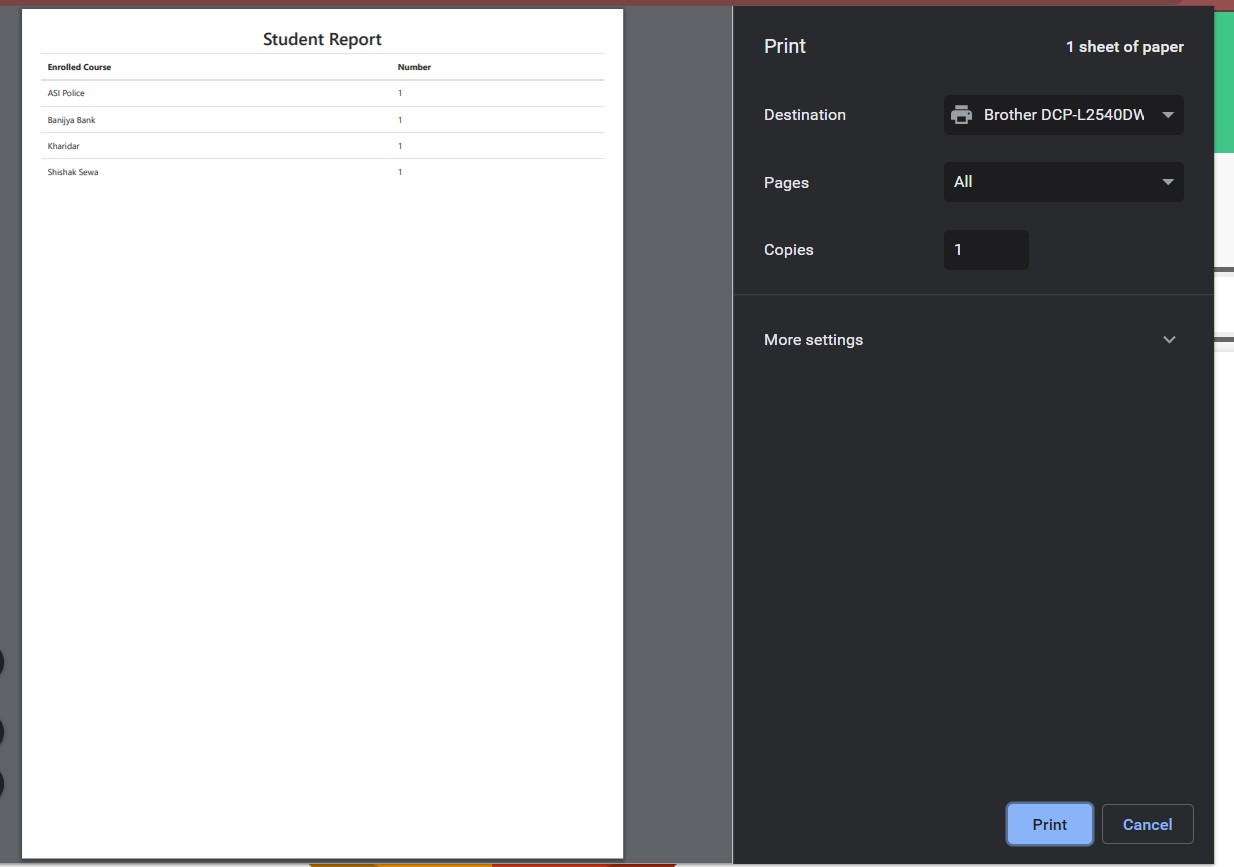 Student Report
Enrolled Course Number
ASI Police 1
Banijya Bank 1
Kharidar 1
Shishak Sewa 1
Print 1 sheet of paper
Destination Brother DCP-L2540DW
Pages All
Copies 1
More settings
Print Cancel